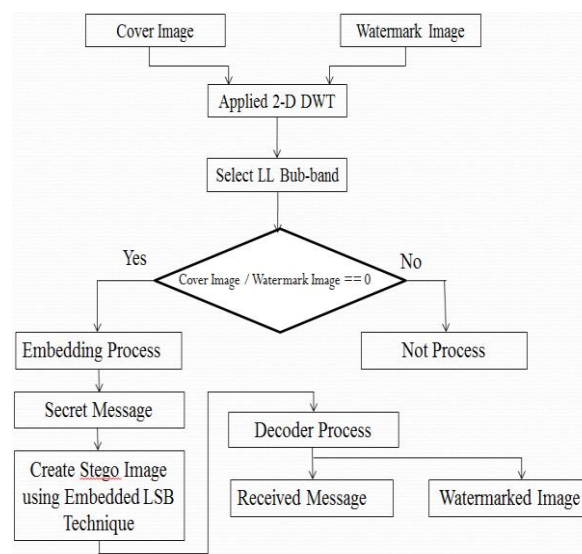 Cover Image
Watermark Image
Applied 2-D DWT
Select LL Bub-band
Yes
No
Cover Image / Watermark Image == 0
Embedding Process
Not Process
Secret Message
Decoder Process
Create Stego Image
using Embedded LSB
Technique
Received Message
Watermarked Image